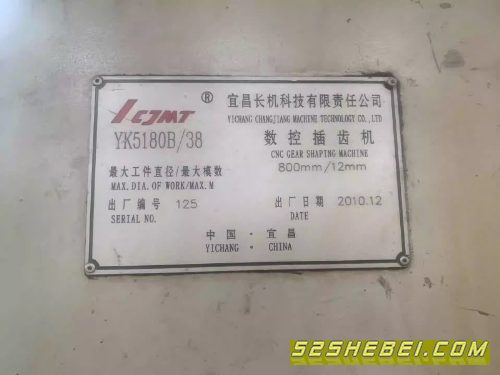 YCJMT ® 宜昌长机科技有限责任公司
YICHANG CHANGJIANG MACHINE TECHNOLOGY CO.,LTD
YK5180B/38 数控插齿机
CNC GEAR SHAPING MACHINE
最大工件直径/最大模数 800mm/12mm
MAX.DIA.OF WORK/MAX.M
出厂编号 125 出厂日期 2010.12
SERIAL NO. DATE
中国·宜昌
YICHANG·CHINA
52SHEBEI.COM